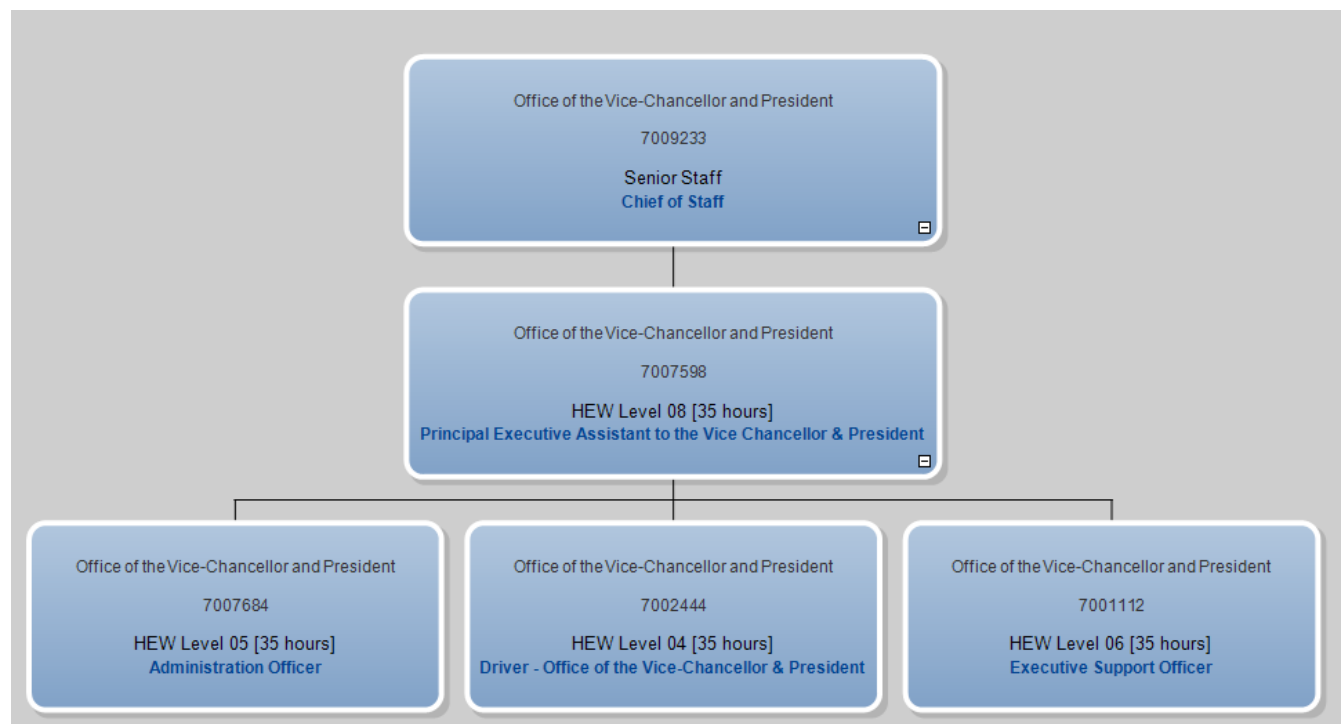 Office of the Vice-Chancellor and President
7009233
Senior Staff
Chief of Staff
Office of the Vice-Chancellor and President
7007598
HEW Level 08 [35 hours]
Principal Executive Assistant to the Vice Chancellor & President
Office of the Vice-Chancellor and President
7007684
HEW Level 05 [35 hours]
Administration Officer
Office of the Vice-Chancellor and President
7002444
HEW Level 04 [35 hours]
Driver - Office of the Vice-Chancellor & President
Office of the Vice-Chancellor and President
7001112
HEW Level 06 [35 hours]
Executive Support Officer